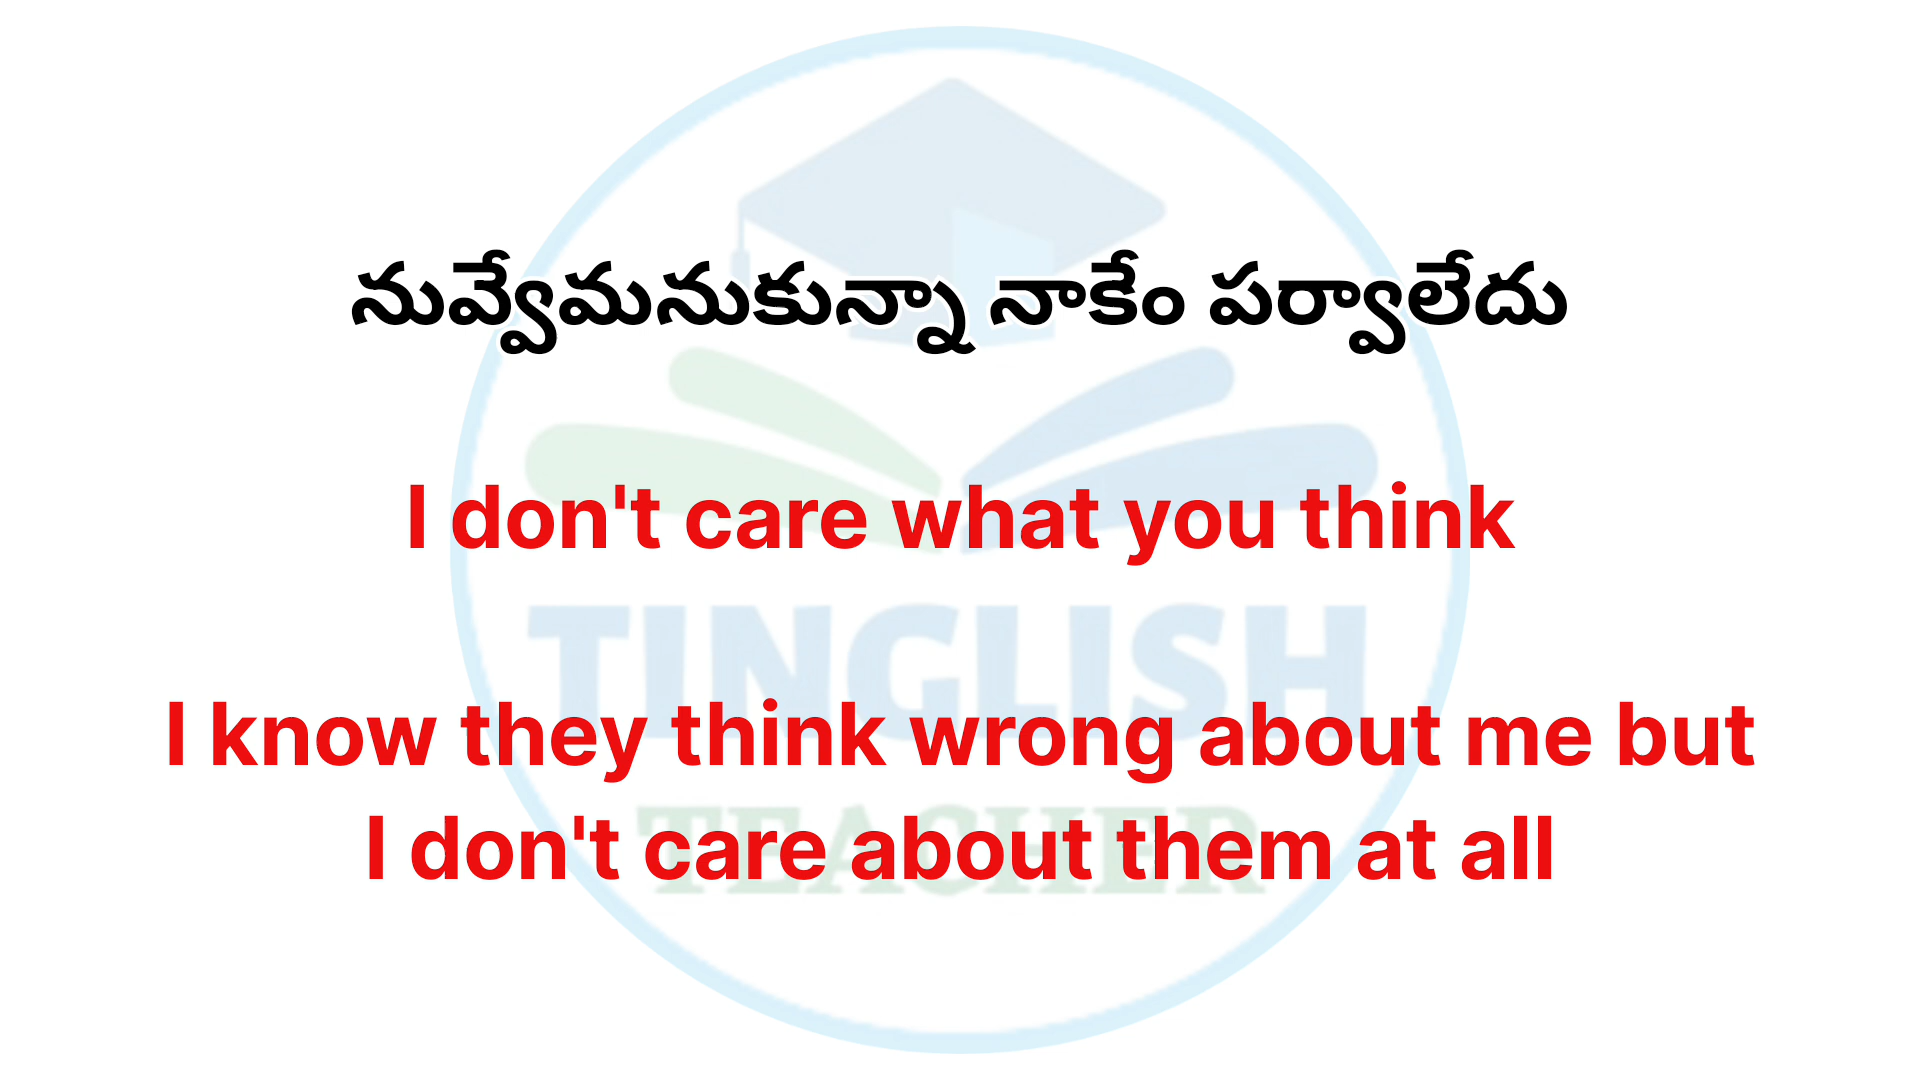 నువ్వేమనుకున్నా నాకేం పర్వాలేదు
I don't care what you think
TINGLISH
I know they think wrong about me but
TEACHER
I don't care about them at all